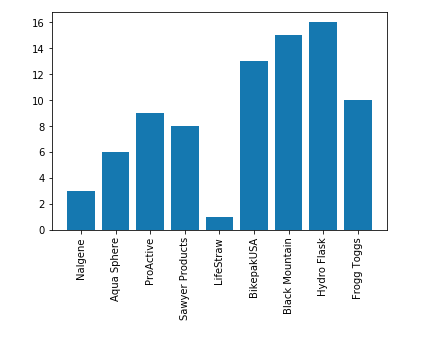 16
14
12
10
8
6
4
2
0
Nalgene
Aqua Sphere
ProActive
Sawyer Products
LifeStraw
BikepakUSA
Black Mountain
Hydro Flask
Frogg Toggs